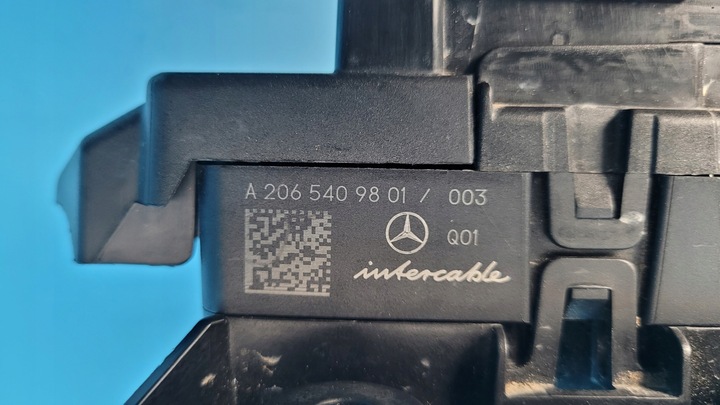 A 206 540 98 01 / 003
Q01
intercable